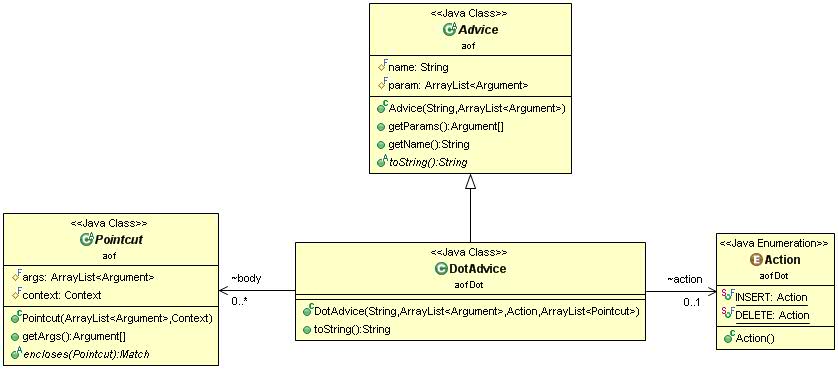 <<Java Class>>
Advice
aof
name: String
param: ArrayList<Argument>
Advice(String,ArrayList<Argument>)
getParams():Argument[]
getName():String
toString():String
<<Java Class>>
Pointcut
aof
args: ArrayList<Argument>
context: Context
Pointcut(ArrayList<Argument>,Context)
getArgs():Argument[]
encloses(Pointcut):Match
~body
0..*
<<Java Class>>
DotAdvice
aofDot
DotAdvice(String,ArrayList<Argument>,Action,ArrayList<Pointcut>)
toString():String
~action
0..1
<<Java Enumeration>>
Action
aofDot
INSERT: Action
DELETE: Action
Action()